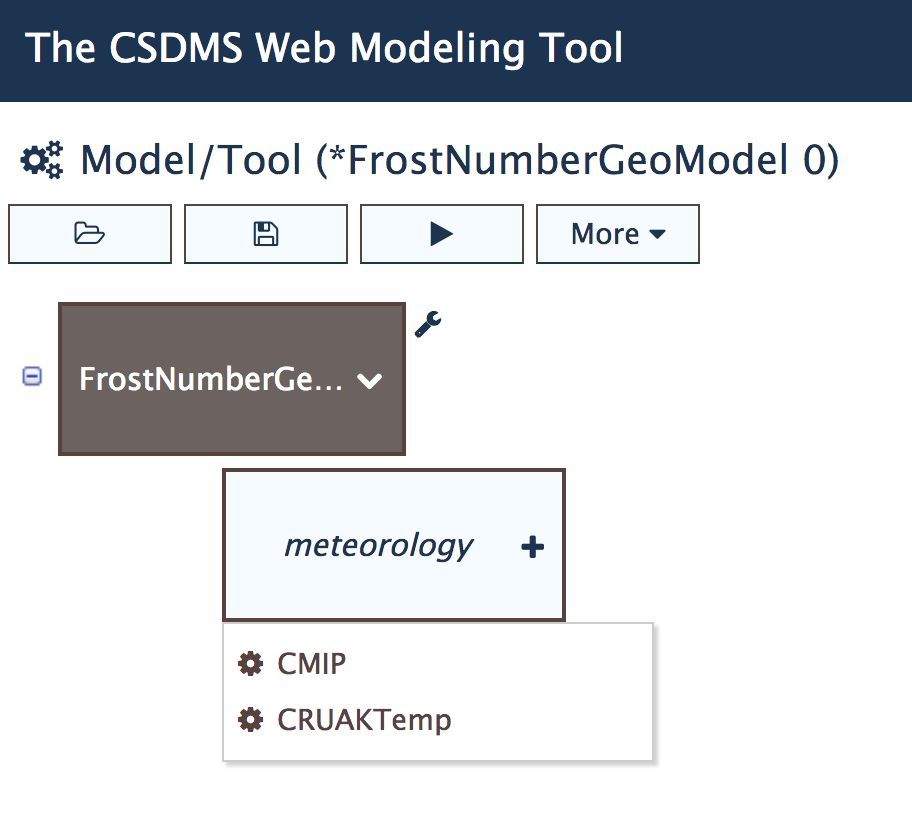 The CSDMS Web Modeling Tool
Model/Tool (*FrostNumberGeoModel 0)
More
FrostNumberGe...
meteorology
CMIP
CRUAKTemp